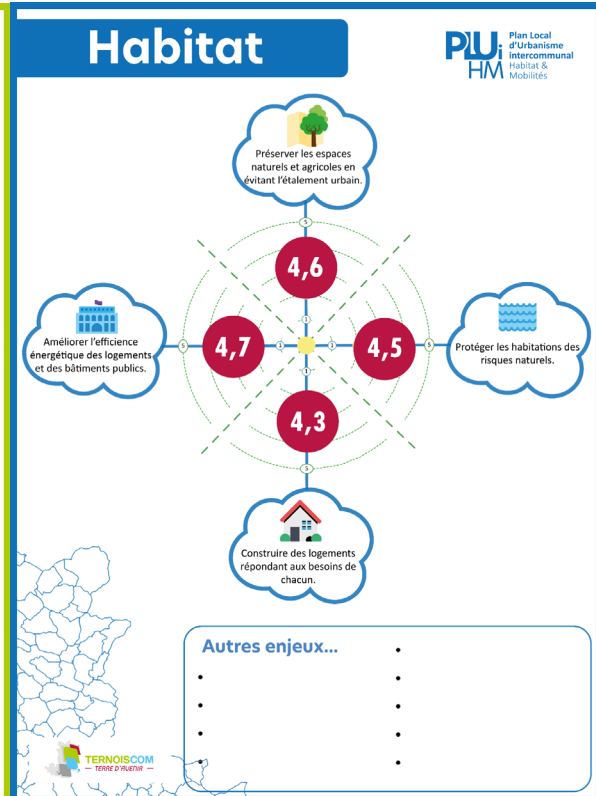 Habitat
PLUi
HM
Plan Local
d'Urbanisme
intercommunal
Habitat &
Mobilités
Préserver les espaces
naturels et agricoles en
évitant l'étalement urbain.
5
4,6
1
Améliorer l'efficience
énergétique des logements
et des bâtiments publics.
5
4,7
1
1
4,5
5
Protéger les habitations des
risques naturels.
1
4,3
5
Construire des logements
répondant aux besoins de
chacun.
Autres enjeux...
TERNOISCOM
TERRE D'AVENIR